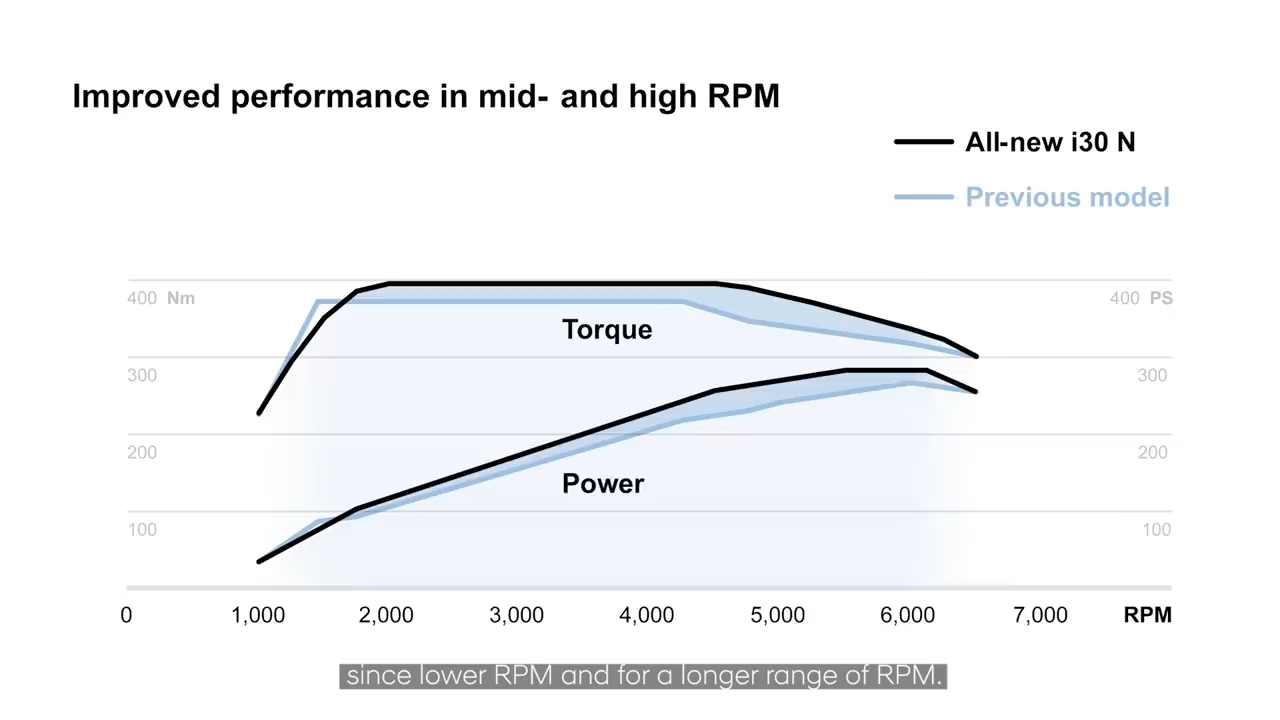 Improved performance in mid- and high RPM
All-new i30 N
Previous model
400 Nm
400 PS
Torque
300
300
200
200
Power
100
100
0 1,000 2,000 3,000 4,000 5,000 6,000 7,000 RPM
since lower RPM and for a longer range of RPM.